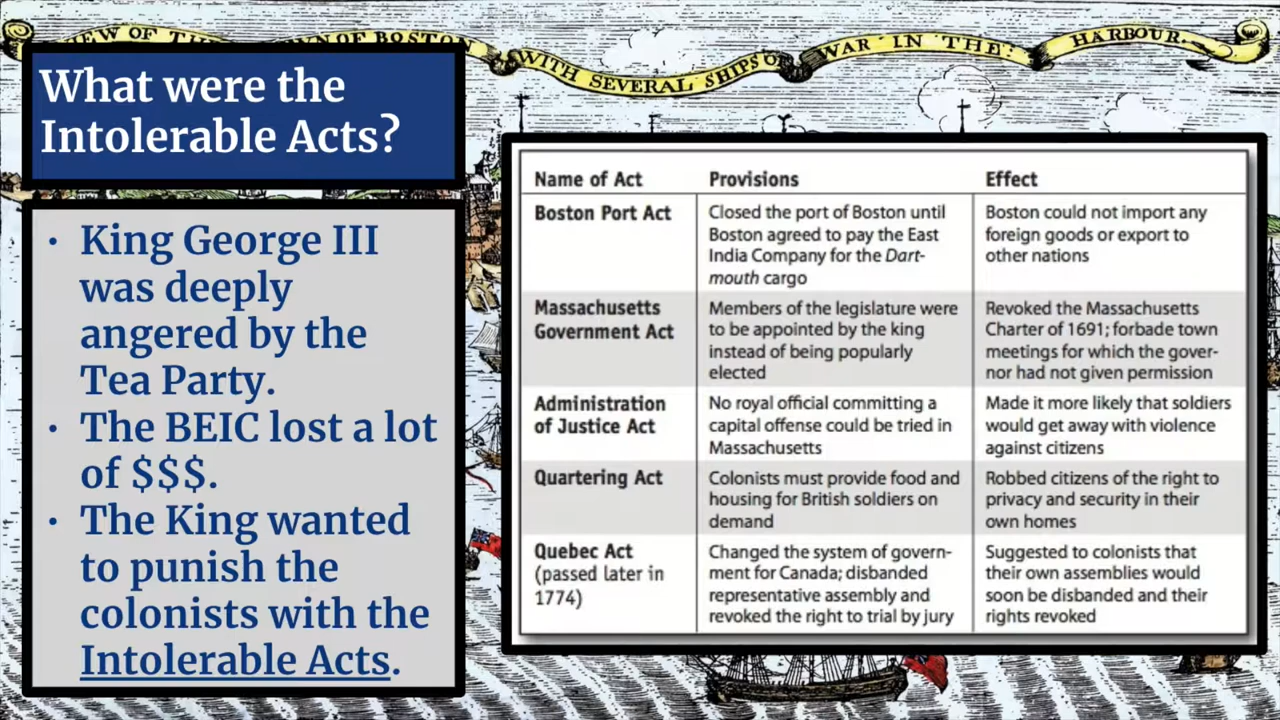 VIEW OF THE TOWN OF BOSTON WITH SEVERAL SHIPS OF WAR IN THE HARBOUR.
What were the
Intolerable Acts?
• King George III
was deeply
angered by the
Tea Party.
• The BEIC lost a lot
of $$$.
• The King wanted
to punish the
colonists with the
Intolerable Acts.
Name of Act Provisions Effect
Boston Port Act
Closed the port of Boston until
Boston agreed to pay the East
India Company for the Dart-
mouth cargo
Boston could not import any
foreign goods or export to
other nations
Massachusetts
Government Act
Members of the legislature were
to be appointed by the king
instead of being popularly
elected
Revoked the Massachusetts
Charter of 1691; forbade town
meetings for which the gover-
nor had not given permission
Administration
of Justice Act
No royal official committing a
capital offense could be tried in
Massachusetts
Made it more likely that soldiers
would get away with violence
against citizens
Quartering Act
Colonists must provide food and
housing for British soldiers on
demand
Robbed citizens of the right to
privacy and security in their
own homes
Quebec Act
(passed later in
1774)
Changed the system of govern-
ment for Canada; disbanded
representative assembly and
revoked the right to trial by jury
Suggested to colonists that
their own assemblies would
soon be disbanded and their
rights revoked